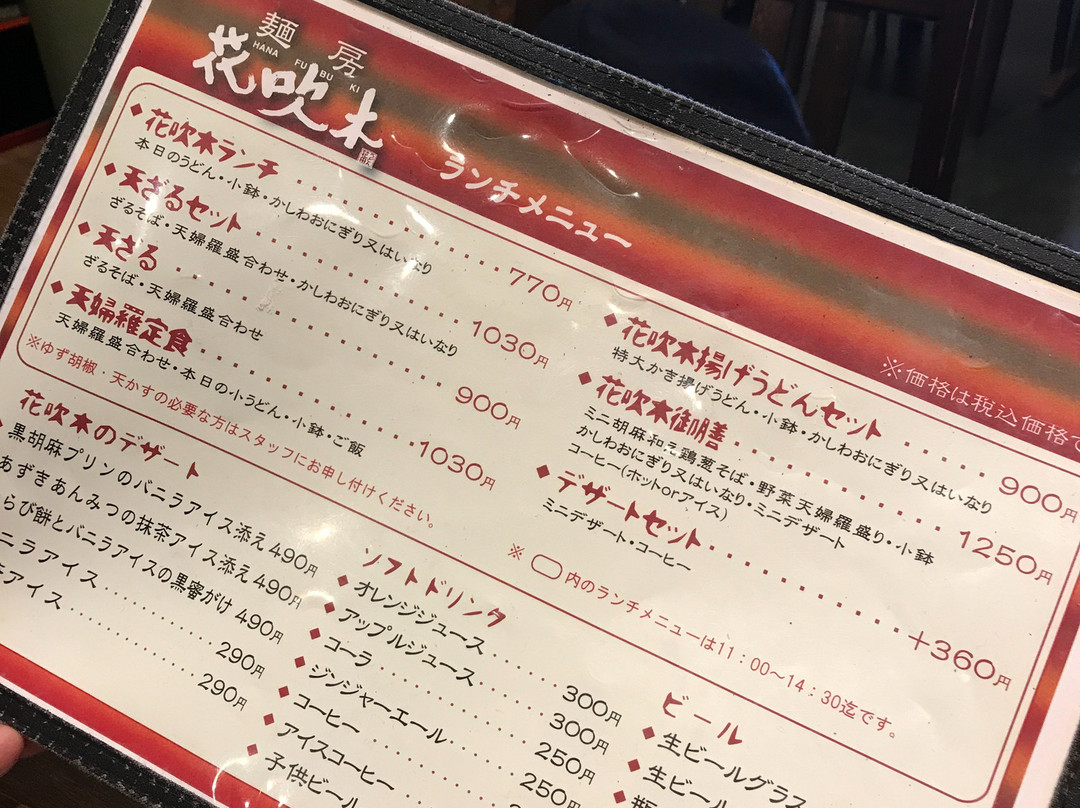 麺房
HANA FUBUKI
花吹木
ランチメニュー
※価格は税込価格で
◆花吹木ランチ ・・・・・・・・ 770円
本日のうどん・小鉢・かしわおにぎり又はいなり
◆天ざるセット ・・・・・・・・ 1030円
ざるそば・天婦羅盛合わせ・かしわおにぎり又はいなり
◆天ざる ・・・・・・・・ 900円
ざるそば・天婦羅盛合わせ
◆天婦羅定食 ・・・・・・・・ 1030円
天婦羅盛合わせ・本日の小うどん・小鉢・ご飯
※ゆず胡椒・天かすの必要な方はスタッフにお申し付けください。
◆花吹木揚げうどんセット ・・・・ 900円
特大かき揚げうどん・小鉢・かしわおにぎり又はいなり
◆花吹木御膳 ・・・・・・・・ 1250円
ミニ胡麻和え鶏葱そば・野菜天婦羅盛り・小鉢
かしわおにぎり又はいなり・ミニデザート
コーヒー(ホットorアイス)
◆デザートセット ・・・・・・・・ +360円
ミニデザート・コーヒー
※内のランチメニューは11：00〜14：30迄です。
花吹木のデザート
黒胡麻プリンのバニラアイス添え 490円
あずきあんみつの抹茶アイス添え 490円
らび餅とバニラアイスの黒蜜がけ 490円
ニラアイス ・・・・・・・・ 290円
アイス ・・・・・・・・ 290円
ソフトドリンク
◆オレンジジュース ・・・・ 300円
◆アップルジュース ・・・・ 300円
◆コーラ ・・・・・・・・ 250円
◆ジンジャーエール ・・・・ 250円
◆コーヒー
◆アイスコーヒー
◆子供ビール
ビール
◆生ビールグラス
◆生ビール